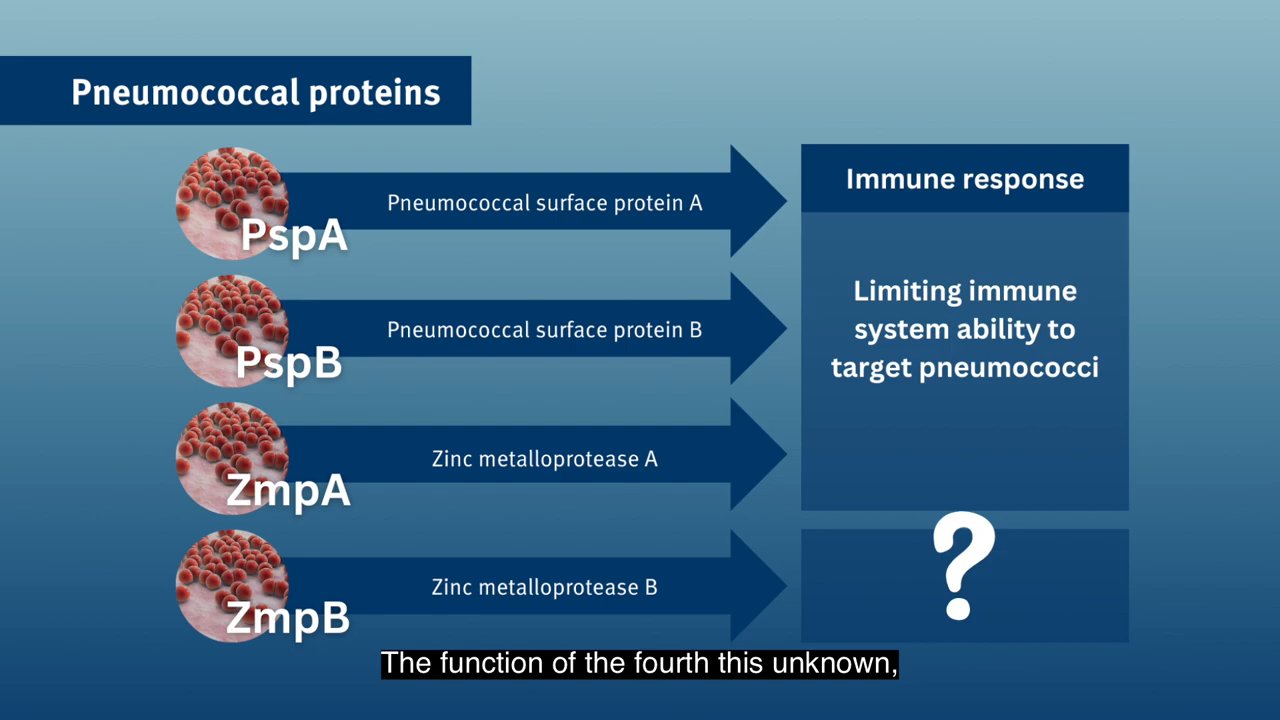 Pneumococcal proteins
Pneumococcal surface protein A
PspA
Pneumococcal surface protein B
PspB
Zinc metalloprotease A
ZmpA
Zinc metalloprotease B
ZmpB
Immune response
Limiting immune
system ability to
target pneumococci
?
The function of the fourth this unknown,